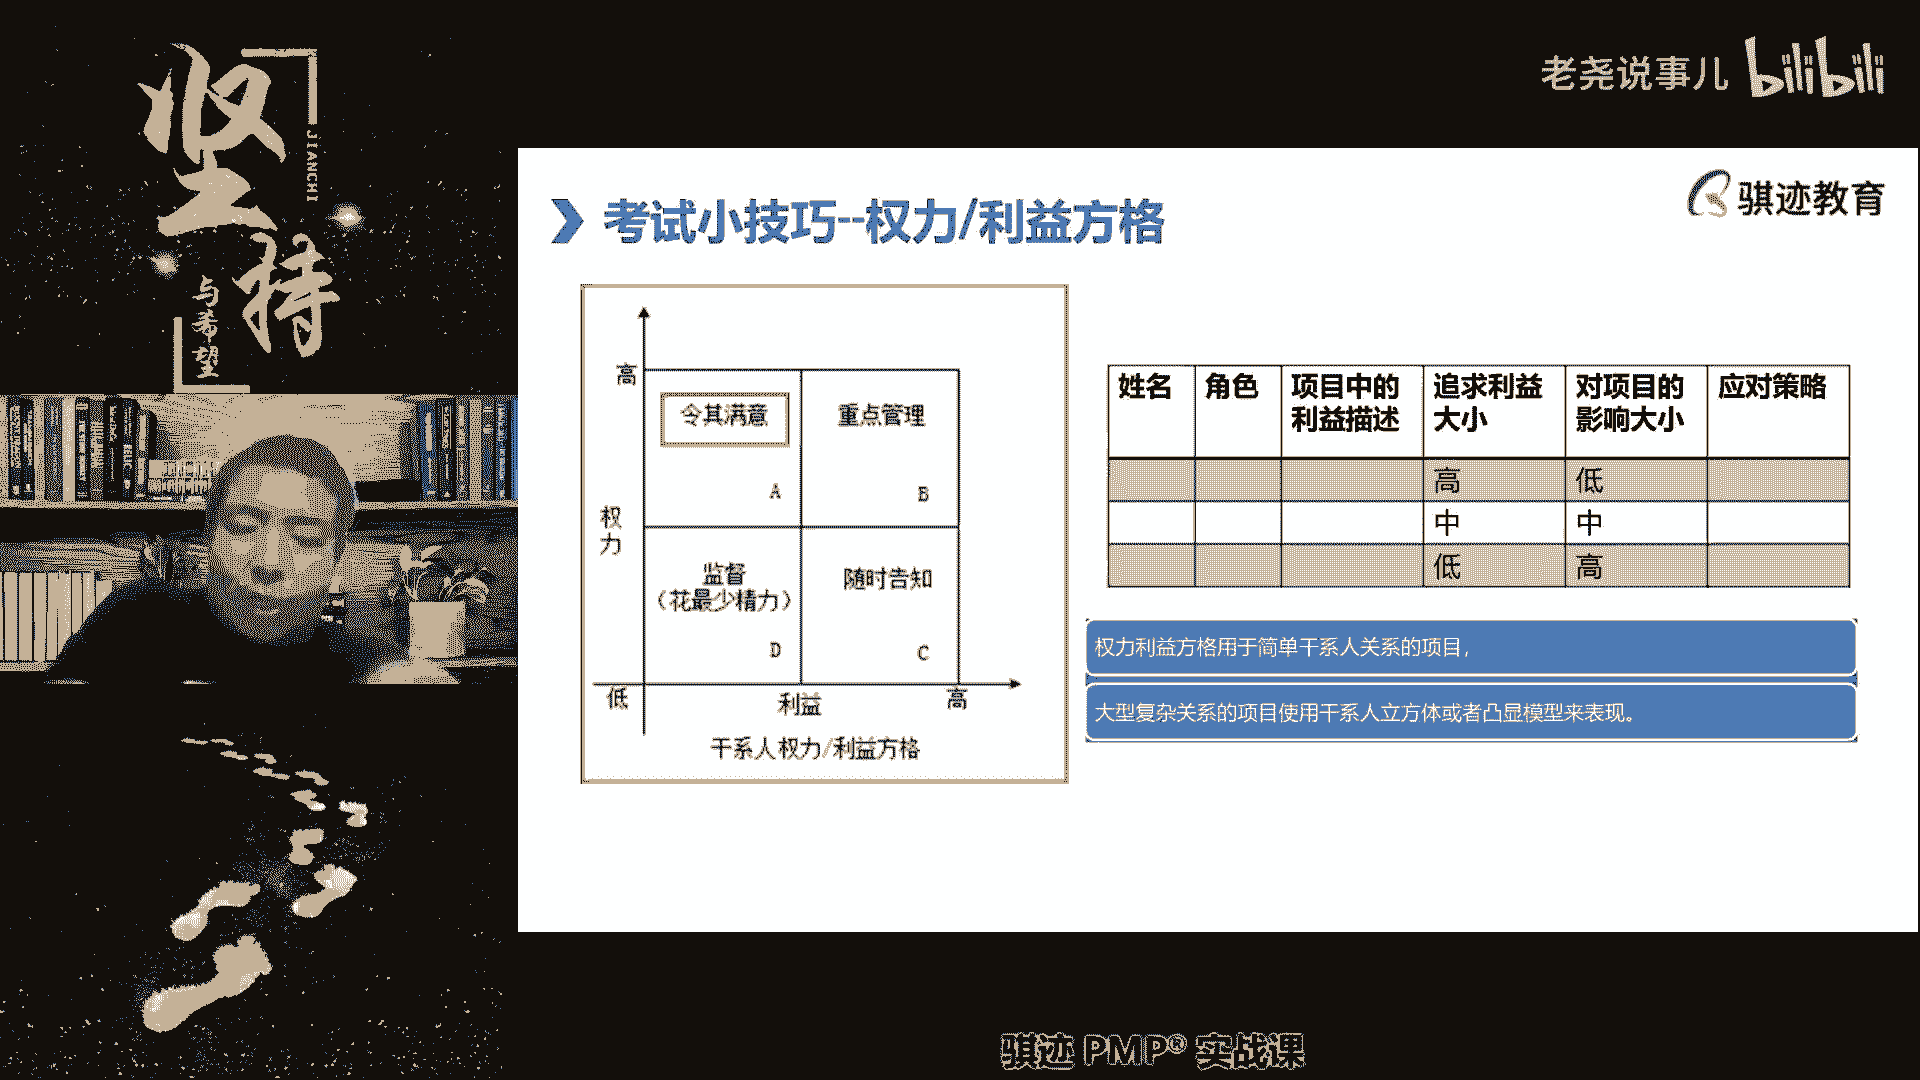 坚持
JIANCHI
与希望
老尧说事儿 bilibili
骐迹教育
考试小技巧--权力/利益方格
高
令其满意
重点管理
A
B
权力
监督
（花最少精力）
随时告知
D
C
低
利益
高
干系人权力/利益方格
姓名 角色 项目中的利益描述 追求利益大小 对项目的影响大小 应对策略
高 低
中 中
低 高
权力利益方格用于简单干系人关系的项目，
大型复杂关系的项目使用干系人立方体或者凸显模型来表现。
骐迹 PMP® 实战课